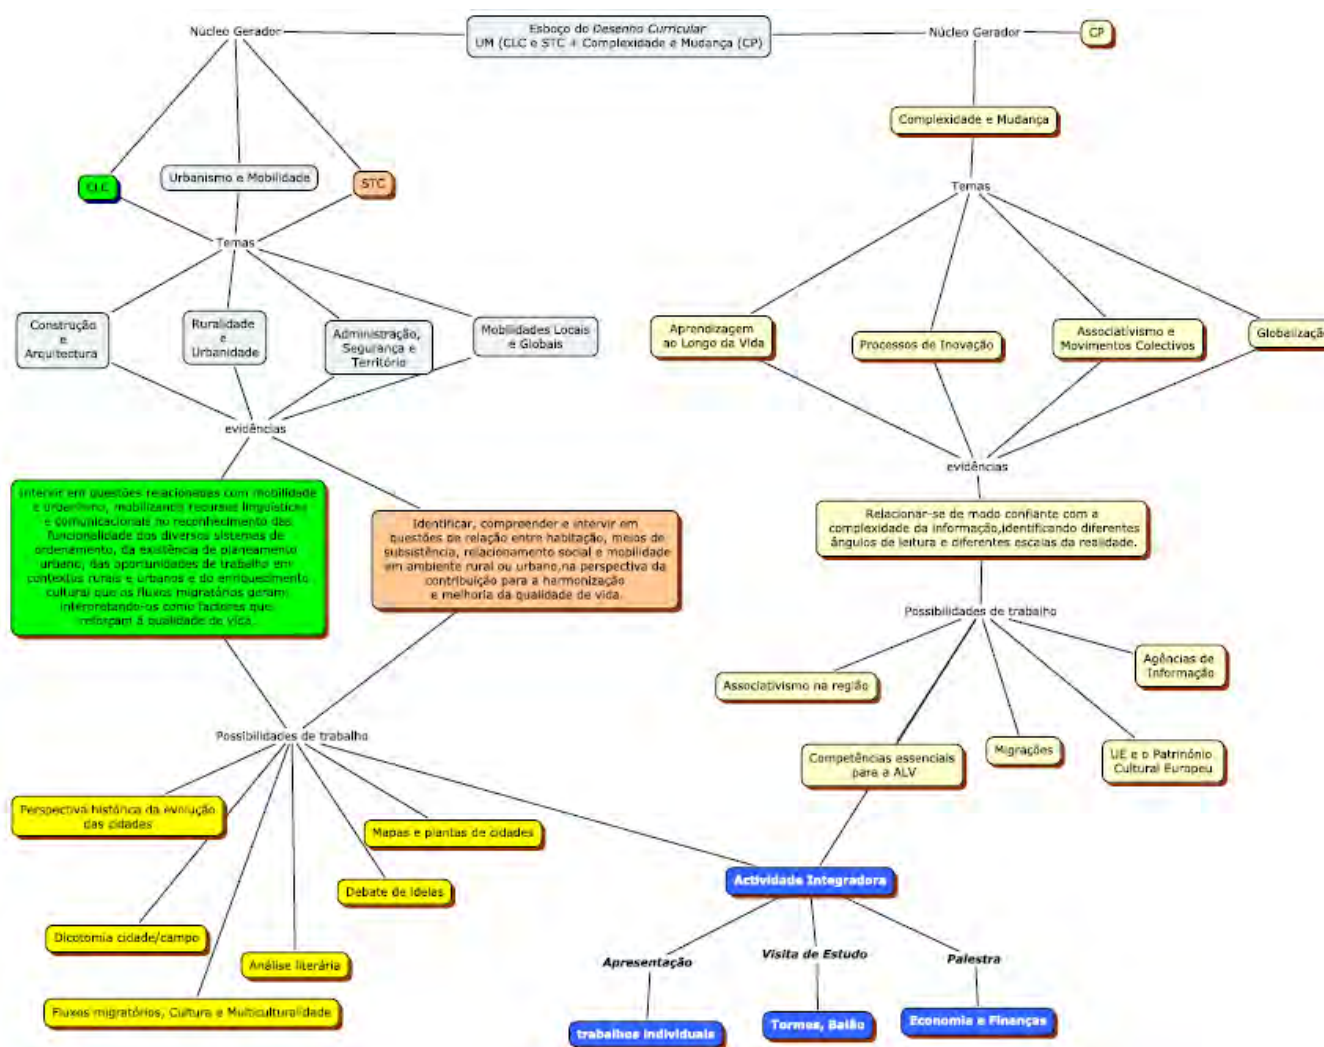 Esboço do Desenho Curricular
UM (CLC e STC + Complexidade e Mudança (CP)
Núcleo Gerador
Núcleo Gerador
CP
Complexidade e Mudança
CLC
Urbanismo e Mobilidade
STC
Temas
Temas
Construção
e
Arquitectura
Ruralidade
e
Urbanidade
Administração,
Segurança e
Território
Mobilidades Locais
e Globais
Aprendizagem
ao Longo da Vida
Processos de Inovação
Associativismo e
Movimentos Colectivos
Globalização
evidências
evidências
Intervir em questões relacionadas com mobilidade
e urbanismo, mobilizando recursos linguísticos
e comunicacionais no reconhecimento das
funcionalidade dos diversos sistemas de
ordenamento, da existência de planeamento
urbano, das oportunidades de trabalho em
contextos rurais e urbanos e do enriquecimento
cultural que os fluxos migratórios geram,
interpretando-os como factores que
reforçam a qualidade de vida.
Identificar, compreender e intervir em
questões de relação entre habitação, meios de
subsistência, relacionamento social e mobilidade
em ambiente rural ou urbano,na perspectiva da
contribuição para a harmonização
e melhoria da qualidade de vida.
Relacionar-se de modo confiante com a
complexidade da informação,identificando diferentes
ângulos de leitura e diferentes escalas da realidade.
Possibilidades de trabalho
Possibilidades de trabalho
Associativismo na região
Agências de
Informação
Competências essenciais
para a ALV
Migrações
UE e o Património
Cultural Europeu
Perspectiva histórica da evolução
das cidades
Mapas e plantas de cidades
Debate de ideias
Dicotomia cidade/campo
Análise literária
Fluxos migratórios, Cultura e Multiculturalidade
Actividade Integradora
Apresentação
Visita de Estudo
Palestra
trabalhos individuais
Tormes, Baião
Economia e Finanças